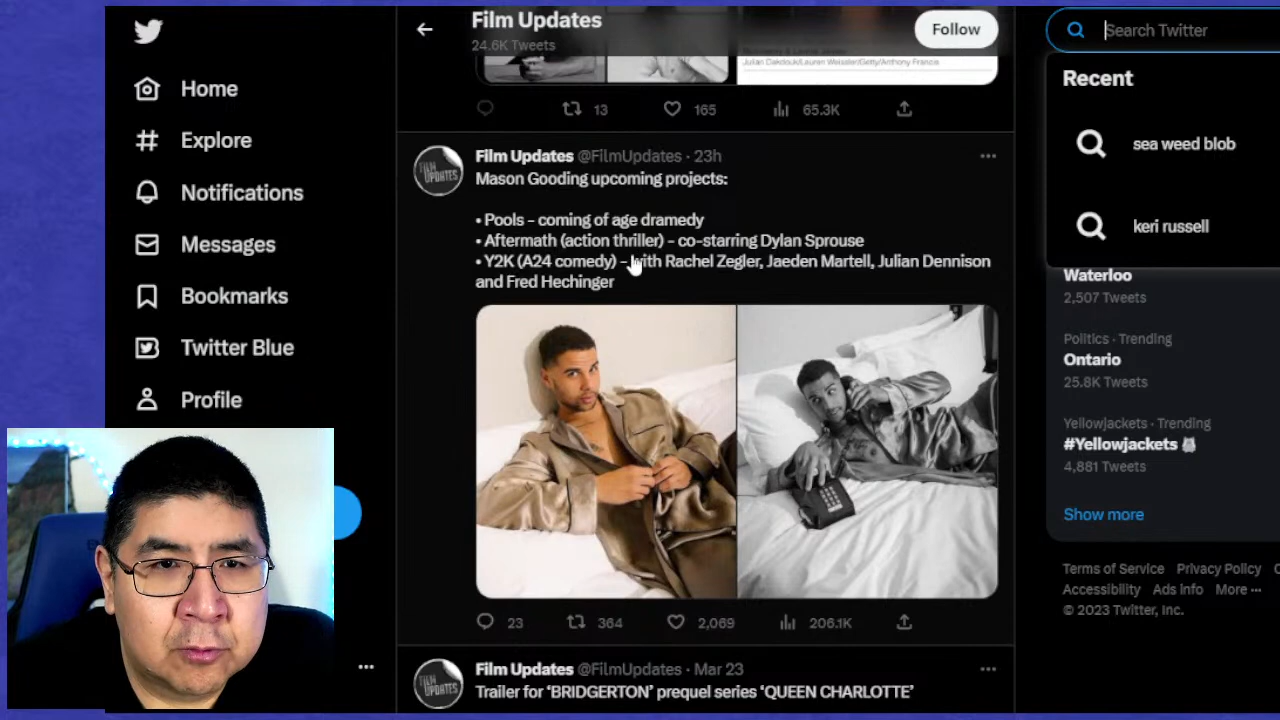 Home
Explore
Notifications
Messages
Bookmarks
Twitter Blue
Profile
Film Updates
24.6K Tweets
Follow
13
165
65.3K
Film Updates @FilmUpdates · 23h
Mason Gooding upcoming projects:
• Pools – coming of age dramedy
• Aftermath (action thriller) – co-starring Dylan Sprouse
• Y2K (A24 comedy) – with Rachel Zegler, Jaeden Martell, Julian Dennison
and Fred Hechinger
23
364
2,069
206.1K
Film Updates @FilmUpdates · Mar 23
Trailer for ‘BRIDGERTON’ prequel series ‘QUEEN CHARLOTTE’
Search Twitter
Recent
sea weed blob
keri russell
Waterloo
2,507 Tweets
Politics · Trending
Ontario
25.8K Tweets
Yellowjackets · Trending
#Yellowjackets
4,881 Tweets
Show more
Terms of Service Privacy Policy
Accessibility Ads info More ···
© 2023 Twitter, Inc.